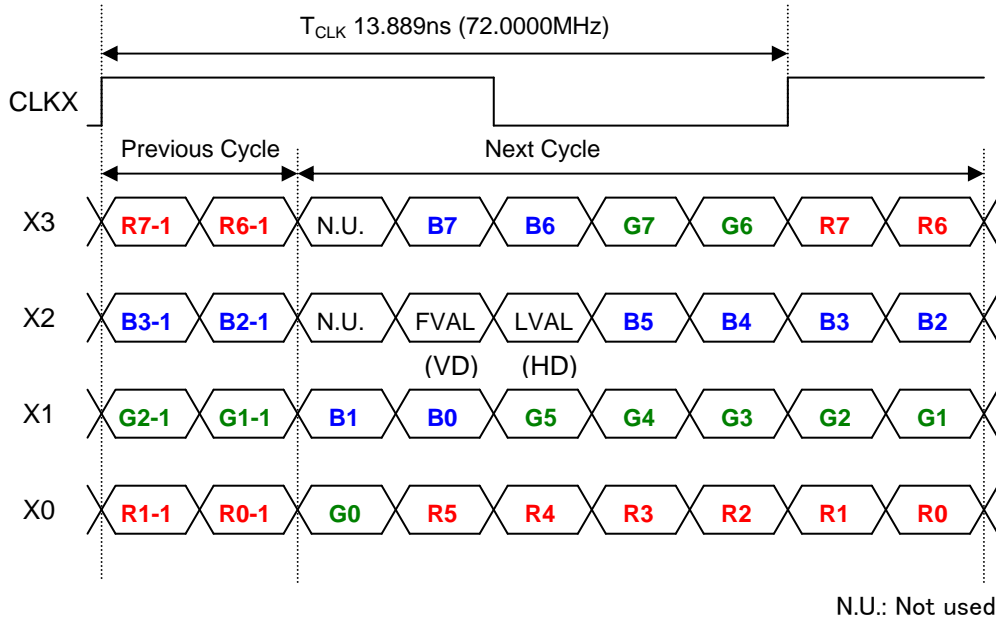 T_CLK 13.889ns (72.0000MHz)
CLKX
Previous Cycle Next Cycle
X3 R7-1 R6-1 N.U. B7 B6 G7 G6 R7 R6
X2 B3-1 B2-1 N.U. FVAL LVAL B5 B4 B3 B2
(VD) (HD)
X1 G2-1 G1-1 B1 B0 G5 G4 G3 G2 G1
X0 R1-1 R0-1 G0 R5 R4 R3 R2 R1 R0
N.U.: Not used